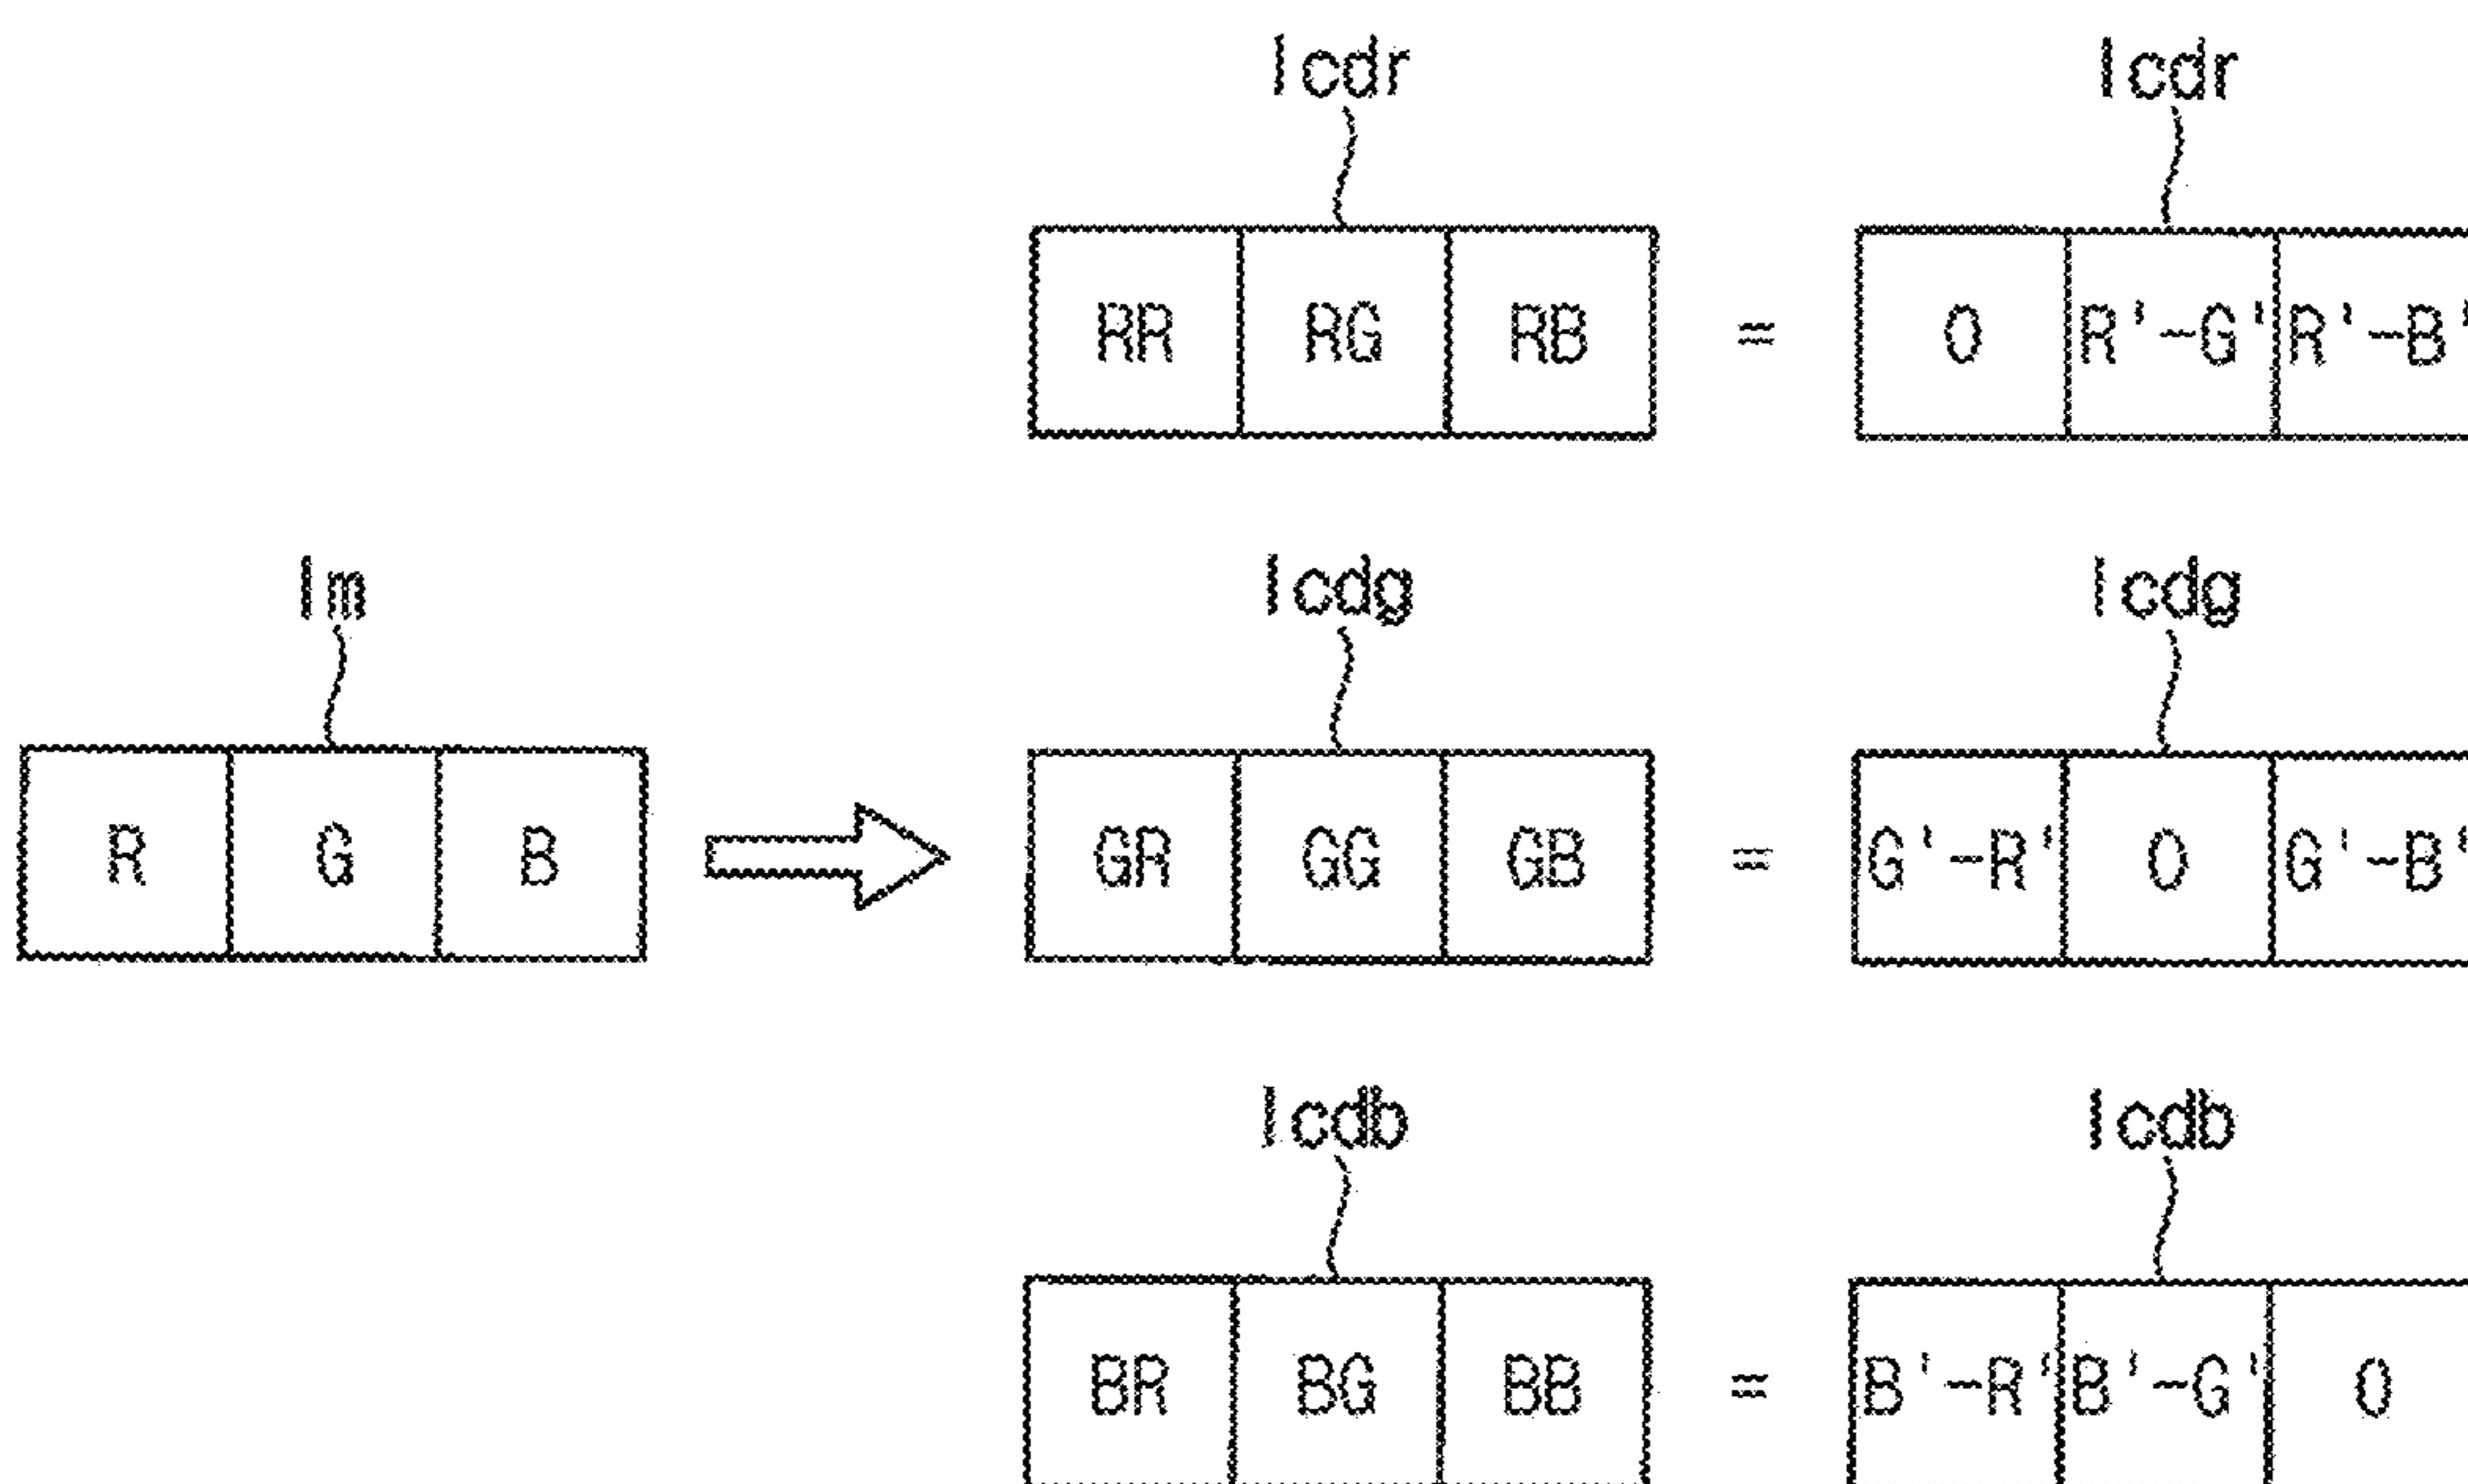 Icdr Icdr
RR RG RB = 0 R'-G' R'-B'
Im Icdg Icdg
R G B GR GG GB = G'-R' 0 G'-B'
Icdb Icdb
BR BG BB = B'-R' B'-G' 0